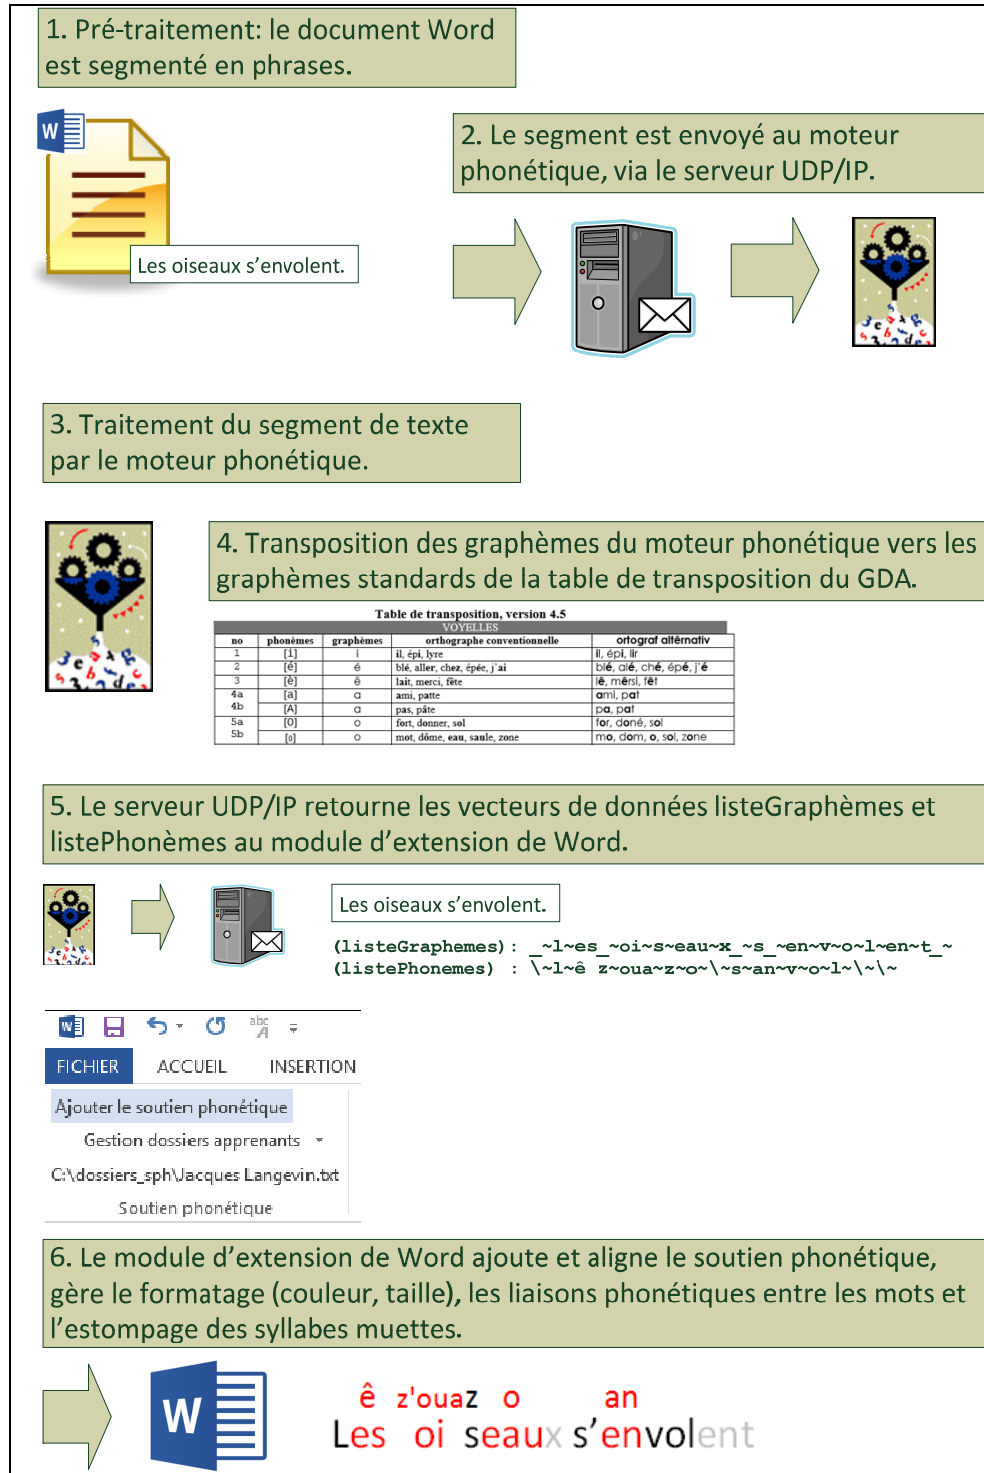 1. Pré-traitement: le document Word
est segmenté en phrases.
W
Les oiseaux s’envolent.
2. Le segment est envoyé au moteur
phonétique, via le serveur UDP/IP.
3. Traitement du segment de texte
par le moteur phonétique.
4. Transposition des graphèmes du moteur phonétique vers les
graphèmes standards de la table de transposition du GDA.
Table de transposition, version 4.5
VOYELLES
no phonèmes graphèmes orthographe conventionnelle ortograf altêrnativ
1 [i] i il, épi, lyre il, épi, lir
2 [é] é blé, aller, chez, épée, j’ai blé, alé, ché, épé, j’é
3 [è] ê lait, merci, fête lê, mêrsi, fêt
4a [a] a ami, patte ami, pat
4b [A] a pas, pâte pa, pat
5a [O] o fort, donner, sol for, doné, sol
5b [o] o mot, dôme, eau, saule, zone mo, dom, o, sol, zone
5. Le serveur UDP/IP retourne les vecteurs de données listeGraphèmes et
listePhonèmes au module d’extension de Word.
Les oiseaux s’envolent.
(listeGraphemes): _~l~es_~oi~s~eau~x_~s_~en~v~o~l~en~t_~
(listePhonemes) : \~l~ê z~oua~z~o~\~s~an~v~o~l~\~\~
W abc A
FICHIER ACCUEIL INSERTION
Ajouter le soutien phonétique
Gestion dossiers apprenants
C:\dossiers_sph\Jacques Langevin.txt
Soutien phonétique
6. Le module d’extension de Word ajoute et aligne le soutien phonétique,
gère le formatage (couleur, taille), les liaisons phonétiques entre les mots et
l’estompage des syllabes muettes.
W
ê z'ouaz o an
Les oi seaux s’envolent